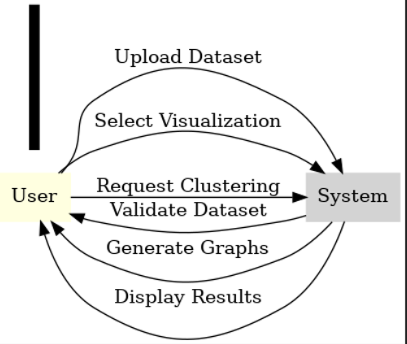 Upload Dataset
Select Visualization
Request Clustering
User
System
Validate Dataset
Generate Graphs
Display Results